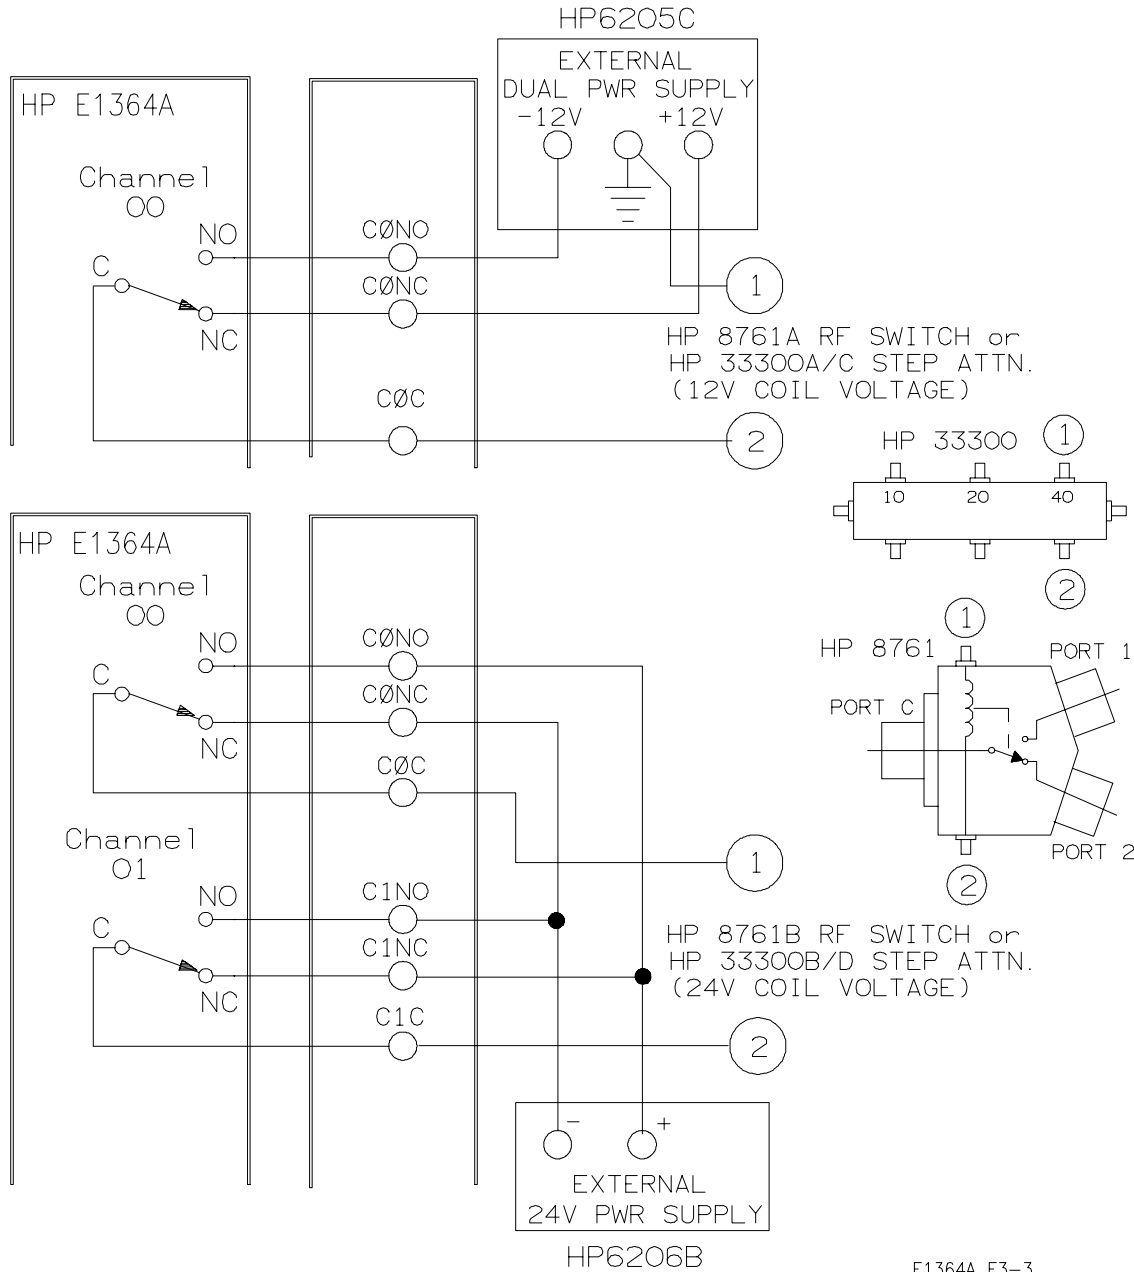 HP6205C
EXTERNAL
DUAL PWR SUPPLY
-12V +12V
HP E1364A
Channel
00
NO
C
NC
CØNO
CØNC
CØC
1
HP 8761A RF SWITCH or
HP 33300A/C STEP ATTN.
(12V COIL VOLTAGE)
2
HP 33300
1
10 20 40
2
HP E1364A
Channel
00
NO
C
NC
CØNO
CØNC
CØC
Channel
01
NO
C
NC
C1NO
C1NC
C1C
1
HP 8761B RF SWITCH or
HP 33300B/D STEP ATTN.
(24V COIL VOLTAGE)
2
1
HP 8761
PORT 1
PORT C
PORT 2
2
- +
EXTERNAL
24V PWR SUPPLY
HP6206B
E1364A F3-3